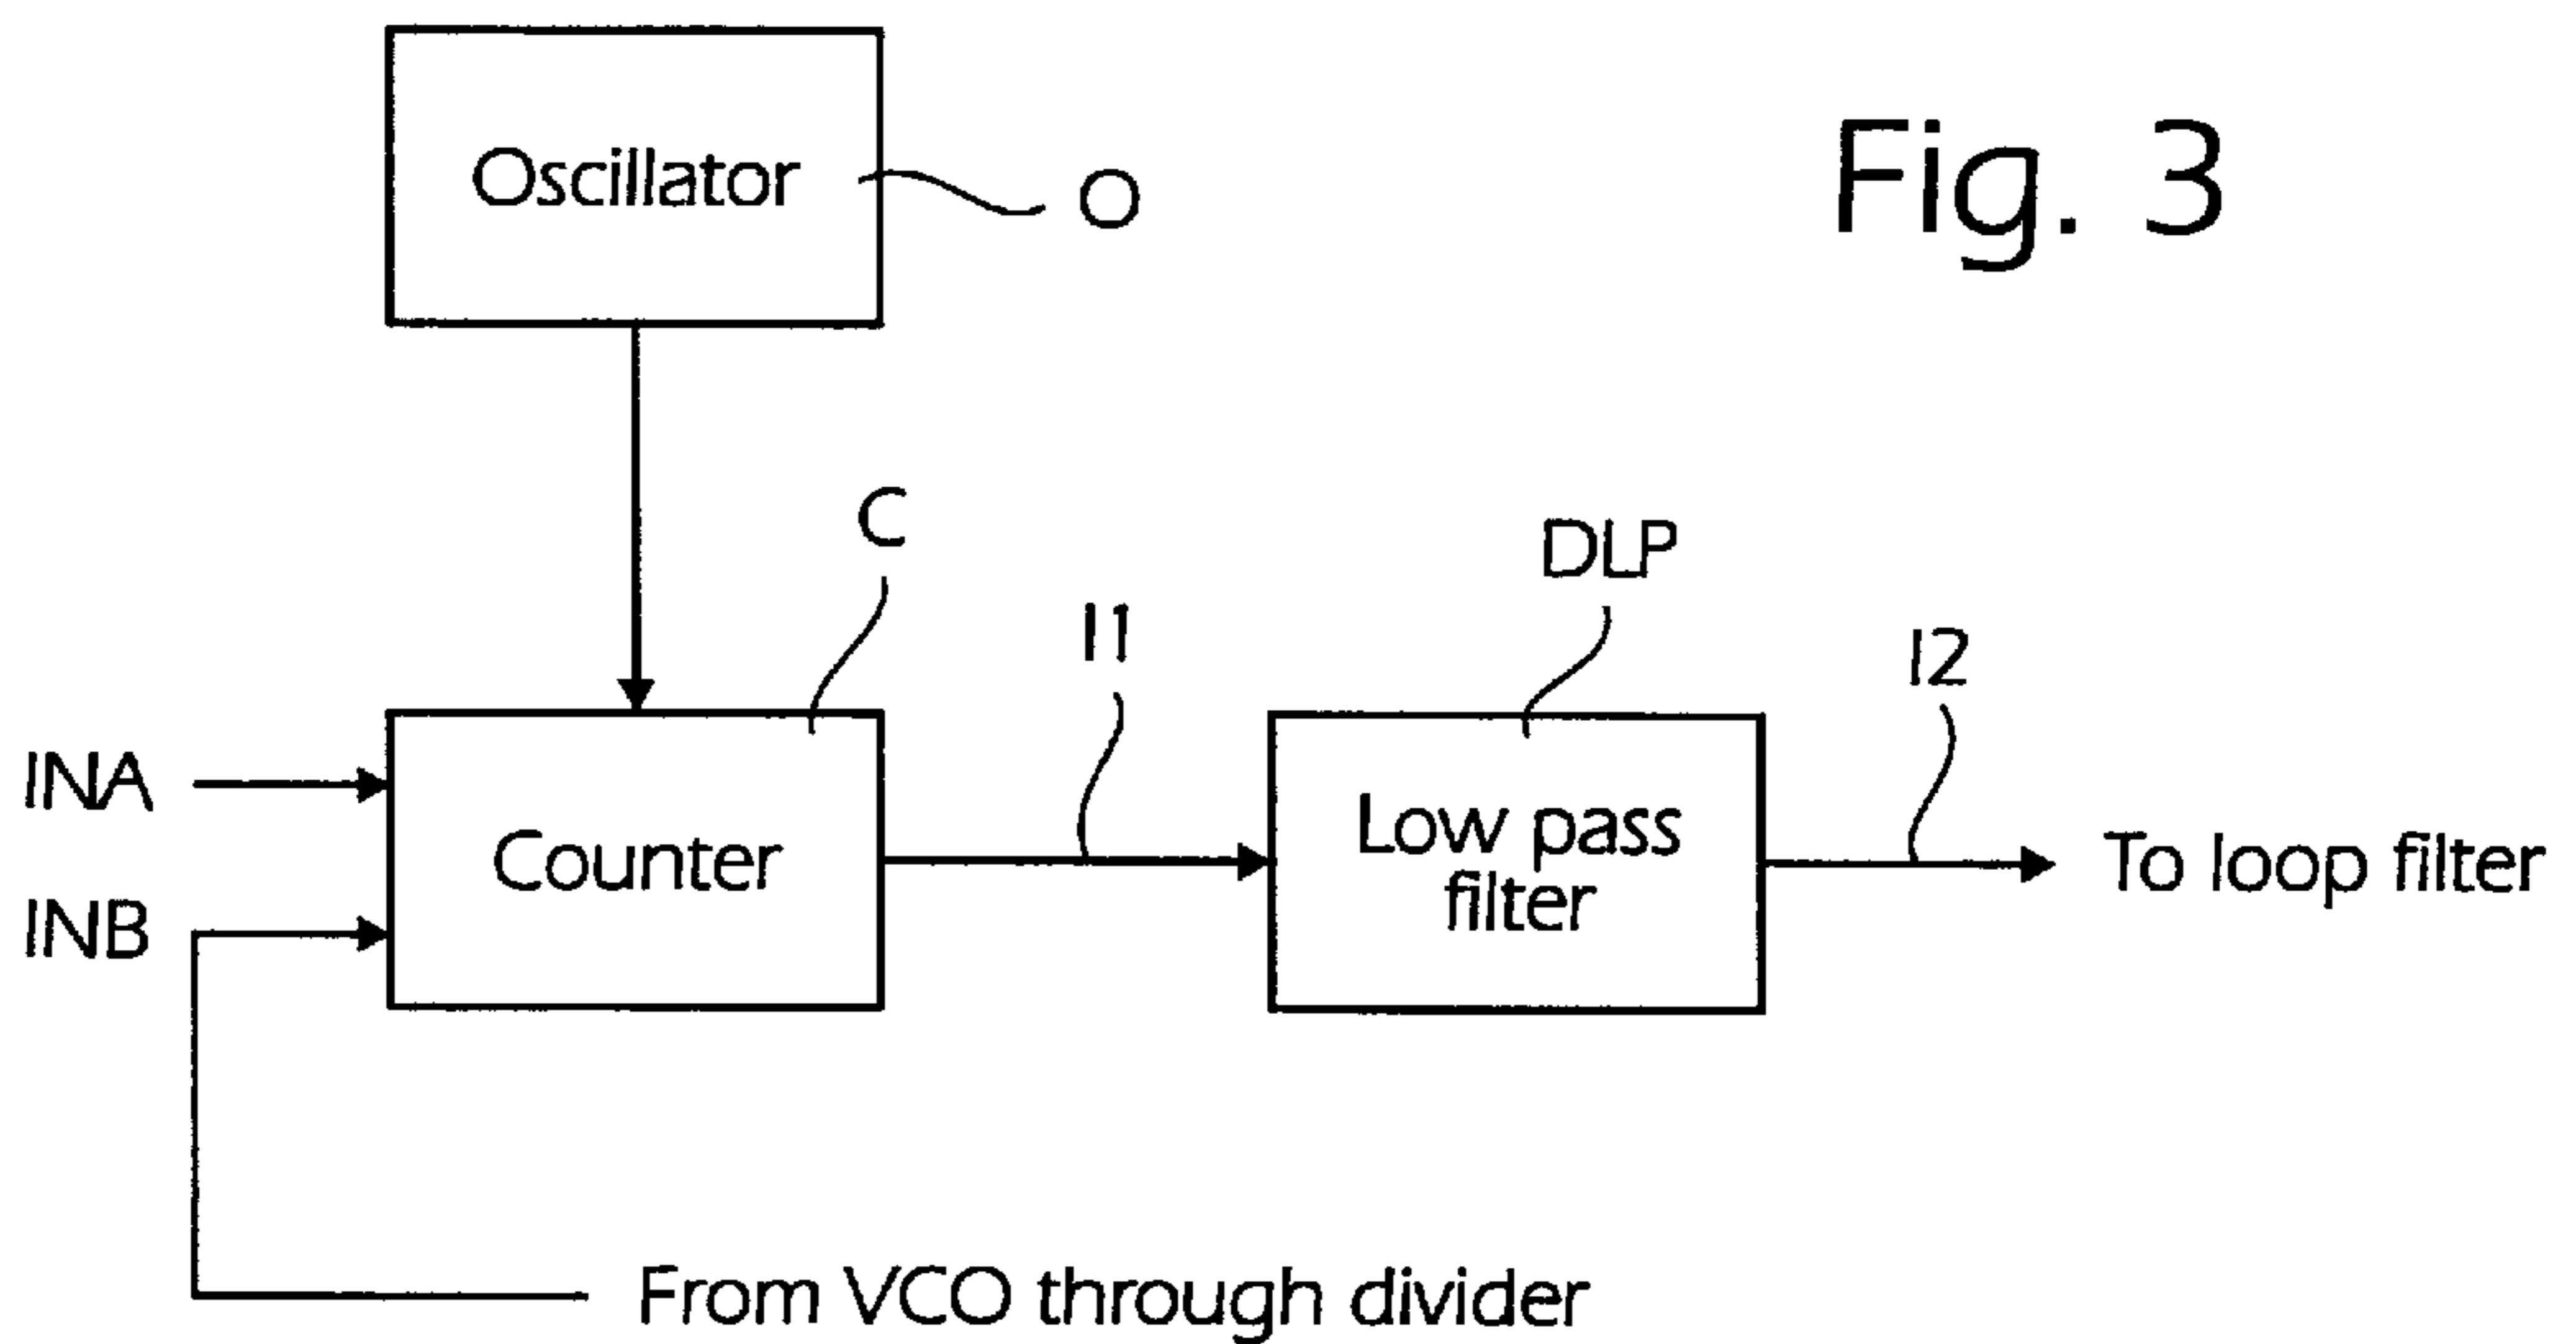 Oscillator
O
Fig. 3
C
DLP
I1
I2
INA
INB
Counter
Low pass
filter
To loop filter
From VCO through divider